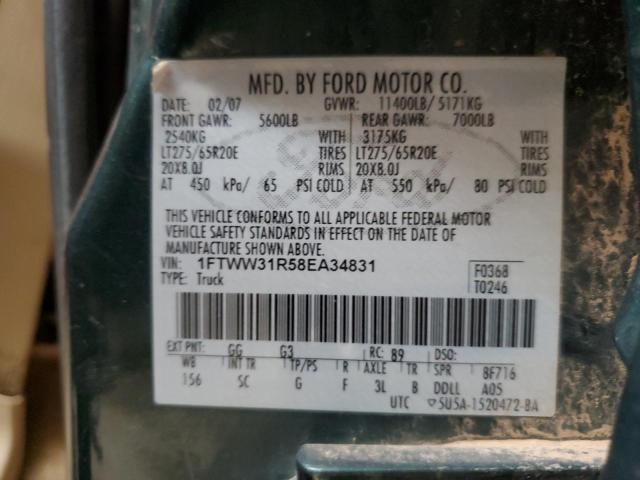 MFD. BY FORD MOTOR CO.
DATE: 02/07 GVWR: 11400LB/ 5171KG
FRONT GAWR: 5600LB REAR GAWR: 7000LB
2540KG WITH 3175KG WITH
LT275/65R20E TIRES LT275/65R20E TIRES
20X8.0J RIMS 20X8.0J RIMS
AT 450 kPa/ 65 PSI COLD AT 550 kPa/ 80 PSI COLD
THIS VEHICLE CONFORMS TO ALL APPLICABLE FEDERAL MOTOR
VEHICLE SAFETY STANDARDS IN EFFECT ON THE DATE OF
MANUFACTURE SHOWN ABOVE.
VIN: 1FTWW31R58EA34831 F0368
TYPE: Truck T0246
EXT PNT: GG G3 RC: 89 DSO:
WB INT TR TP/PS R AXLE TR SPR 8F716
156 SC G F 3L B DDLL A05
UTC ▽5U5A-1520472-BA